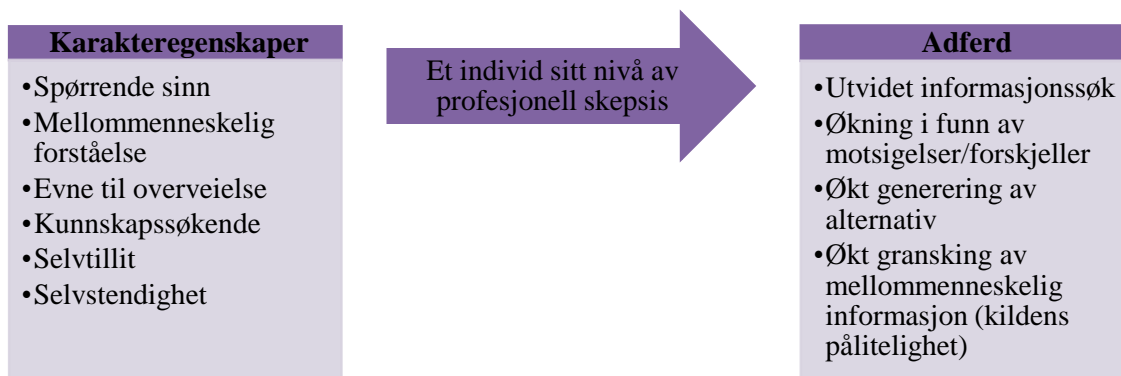 Karakteregenskaper
•Spørrende sinn
•Mellommenneskelig
forståelse
•Evne til overveielse
•Kunnskapssøkende
•Selvtillit
•Selvstendighet
Et individ sitt nivå av
profesjonell skepsis
Adferd
•Utvidet informasjonssøk
•Økning i funn av
motsigelser/forskjeller
•Økt generering av
alternativ
•Økt gransking av
mellommenneskelig
informasjon (kildens
pålitelighet)